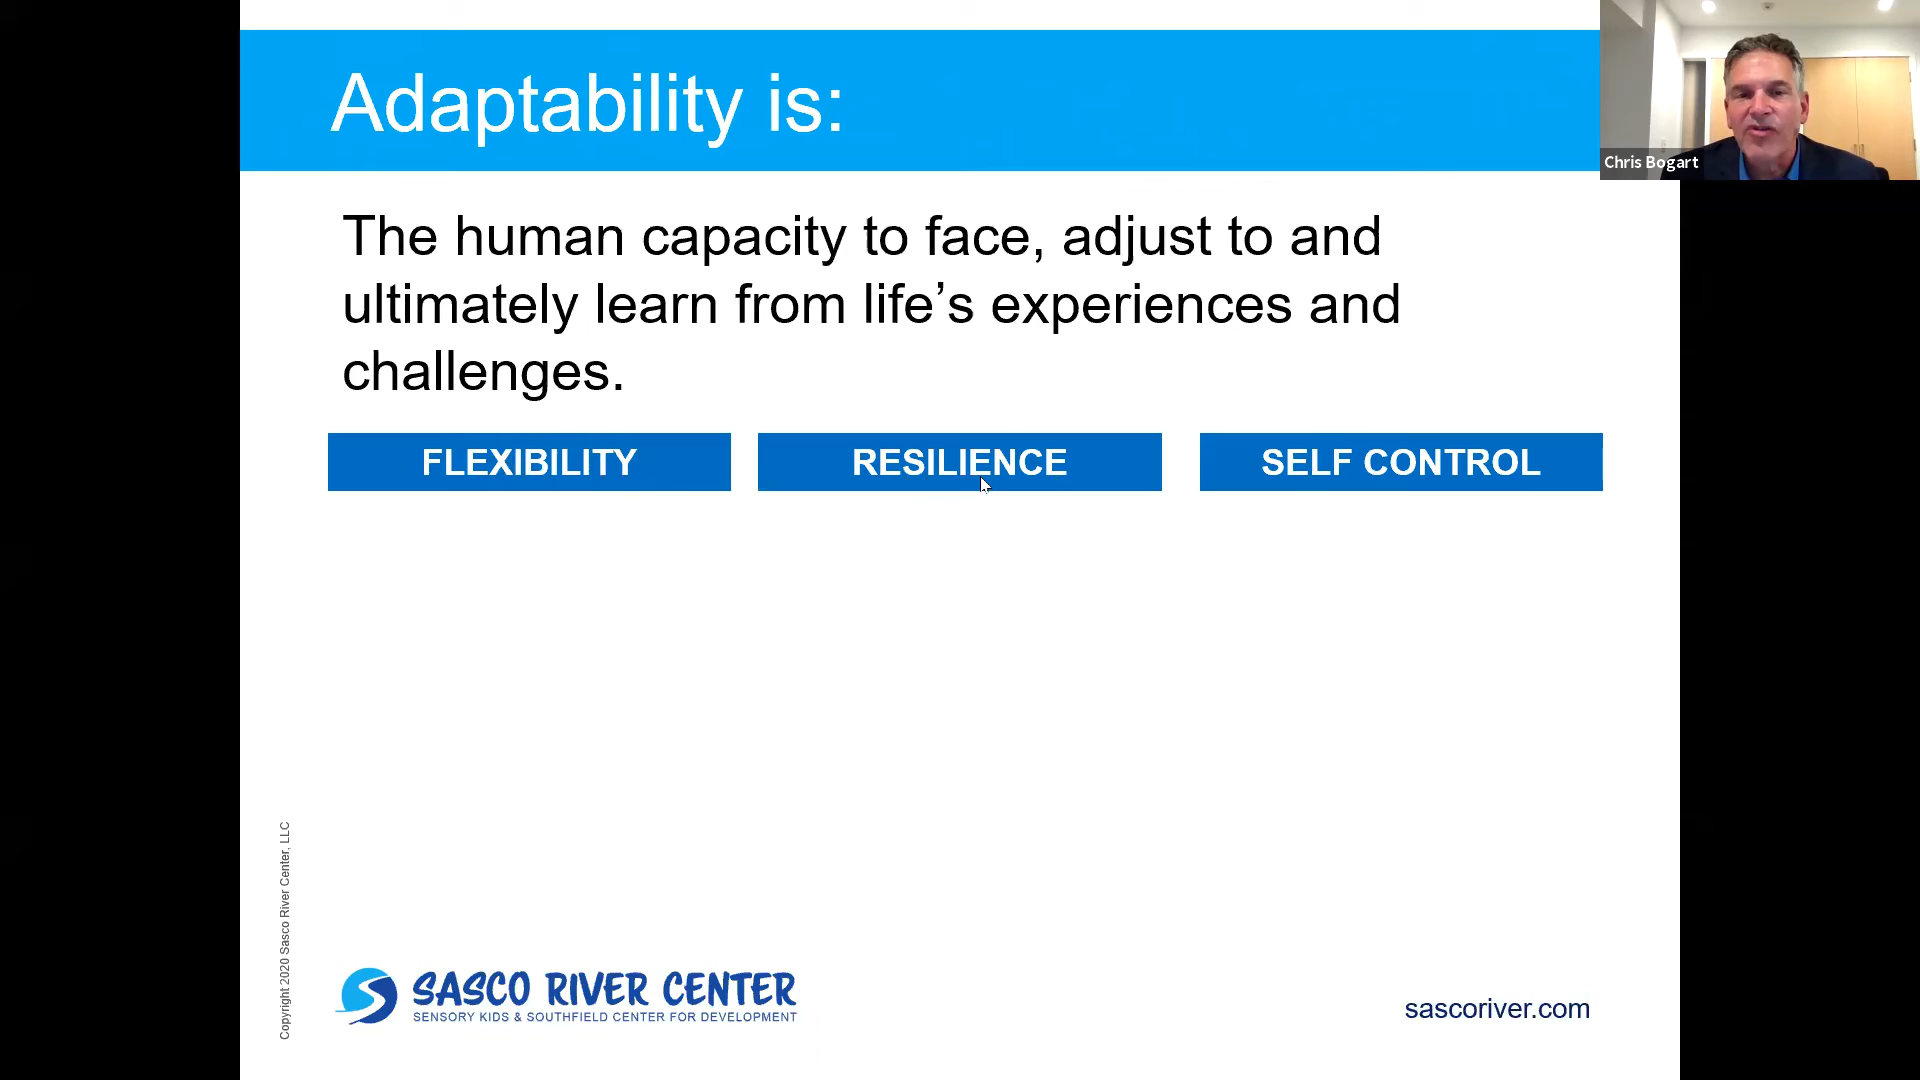 Adaptability is:
Chris Bogart
The human capacity to face, adjust to and
ultimately learn from life’s experiences and
challenges.
FLEXIBILITY
RESILIENCE
SELF CONTROL
Copyright 2020 Sasco River Center, LLC
SASCO RIVER CENTER
SENSORY KIDS & SOUTHFIELD CENTER FOR DEVELOPMENT
sascoriver.com